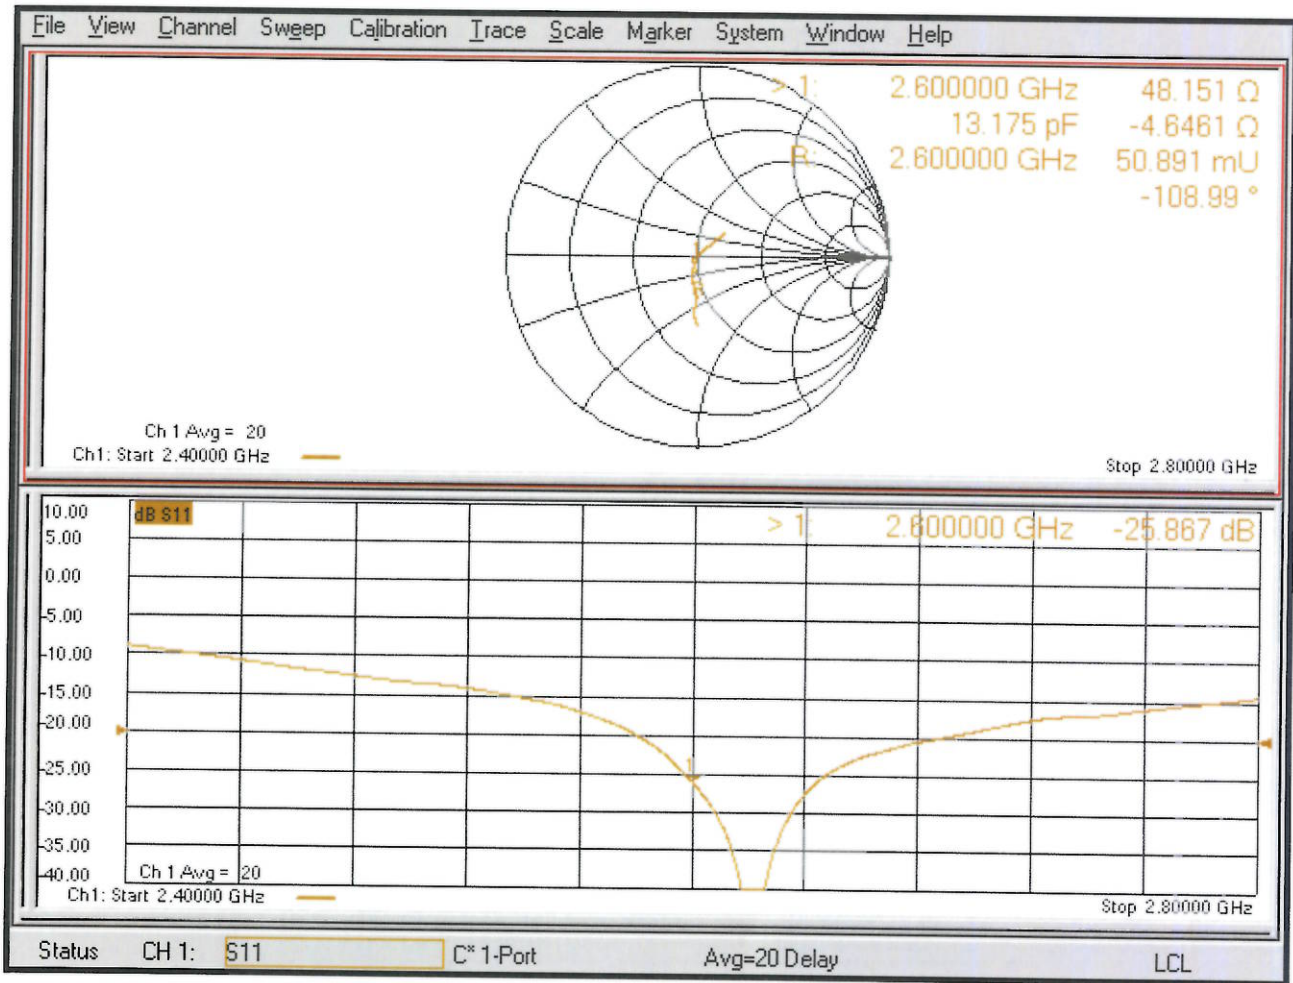 File View Channel Sweep Calibration Trace Scale Marker System Window Help
> 1: 2.600000 GHz 48.151 Ω
13.175 pF -4.6461 Ω
R: 2.600000 GHz 50.891 mU
-108.99 °
R
Ch 1 Avg = 20
Ch1: Start 2.40000 GHz
Stop 2.80000 GHz
10.00
dB S11
> 1: 2.600000 GHz -25.867 dB
5.00
0.00
-5.00
-10.00
-15.00
-20.00
-25.00
1
-30.00
-35.00
-40.00
Ch 1 Avg = 20
Ch1: Start 2.40000 GHz
Stop 2.80000 GHz
Status CH 1: S11 C* 1-Port Avg=20 Delay LCL